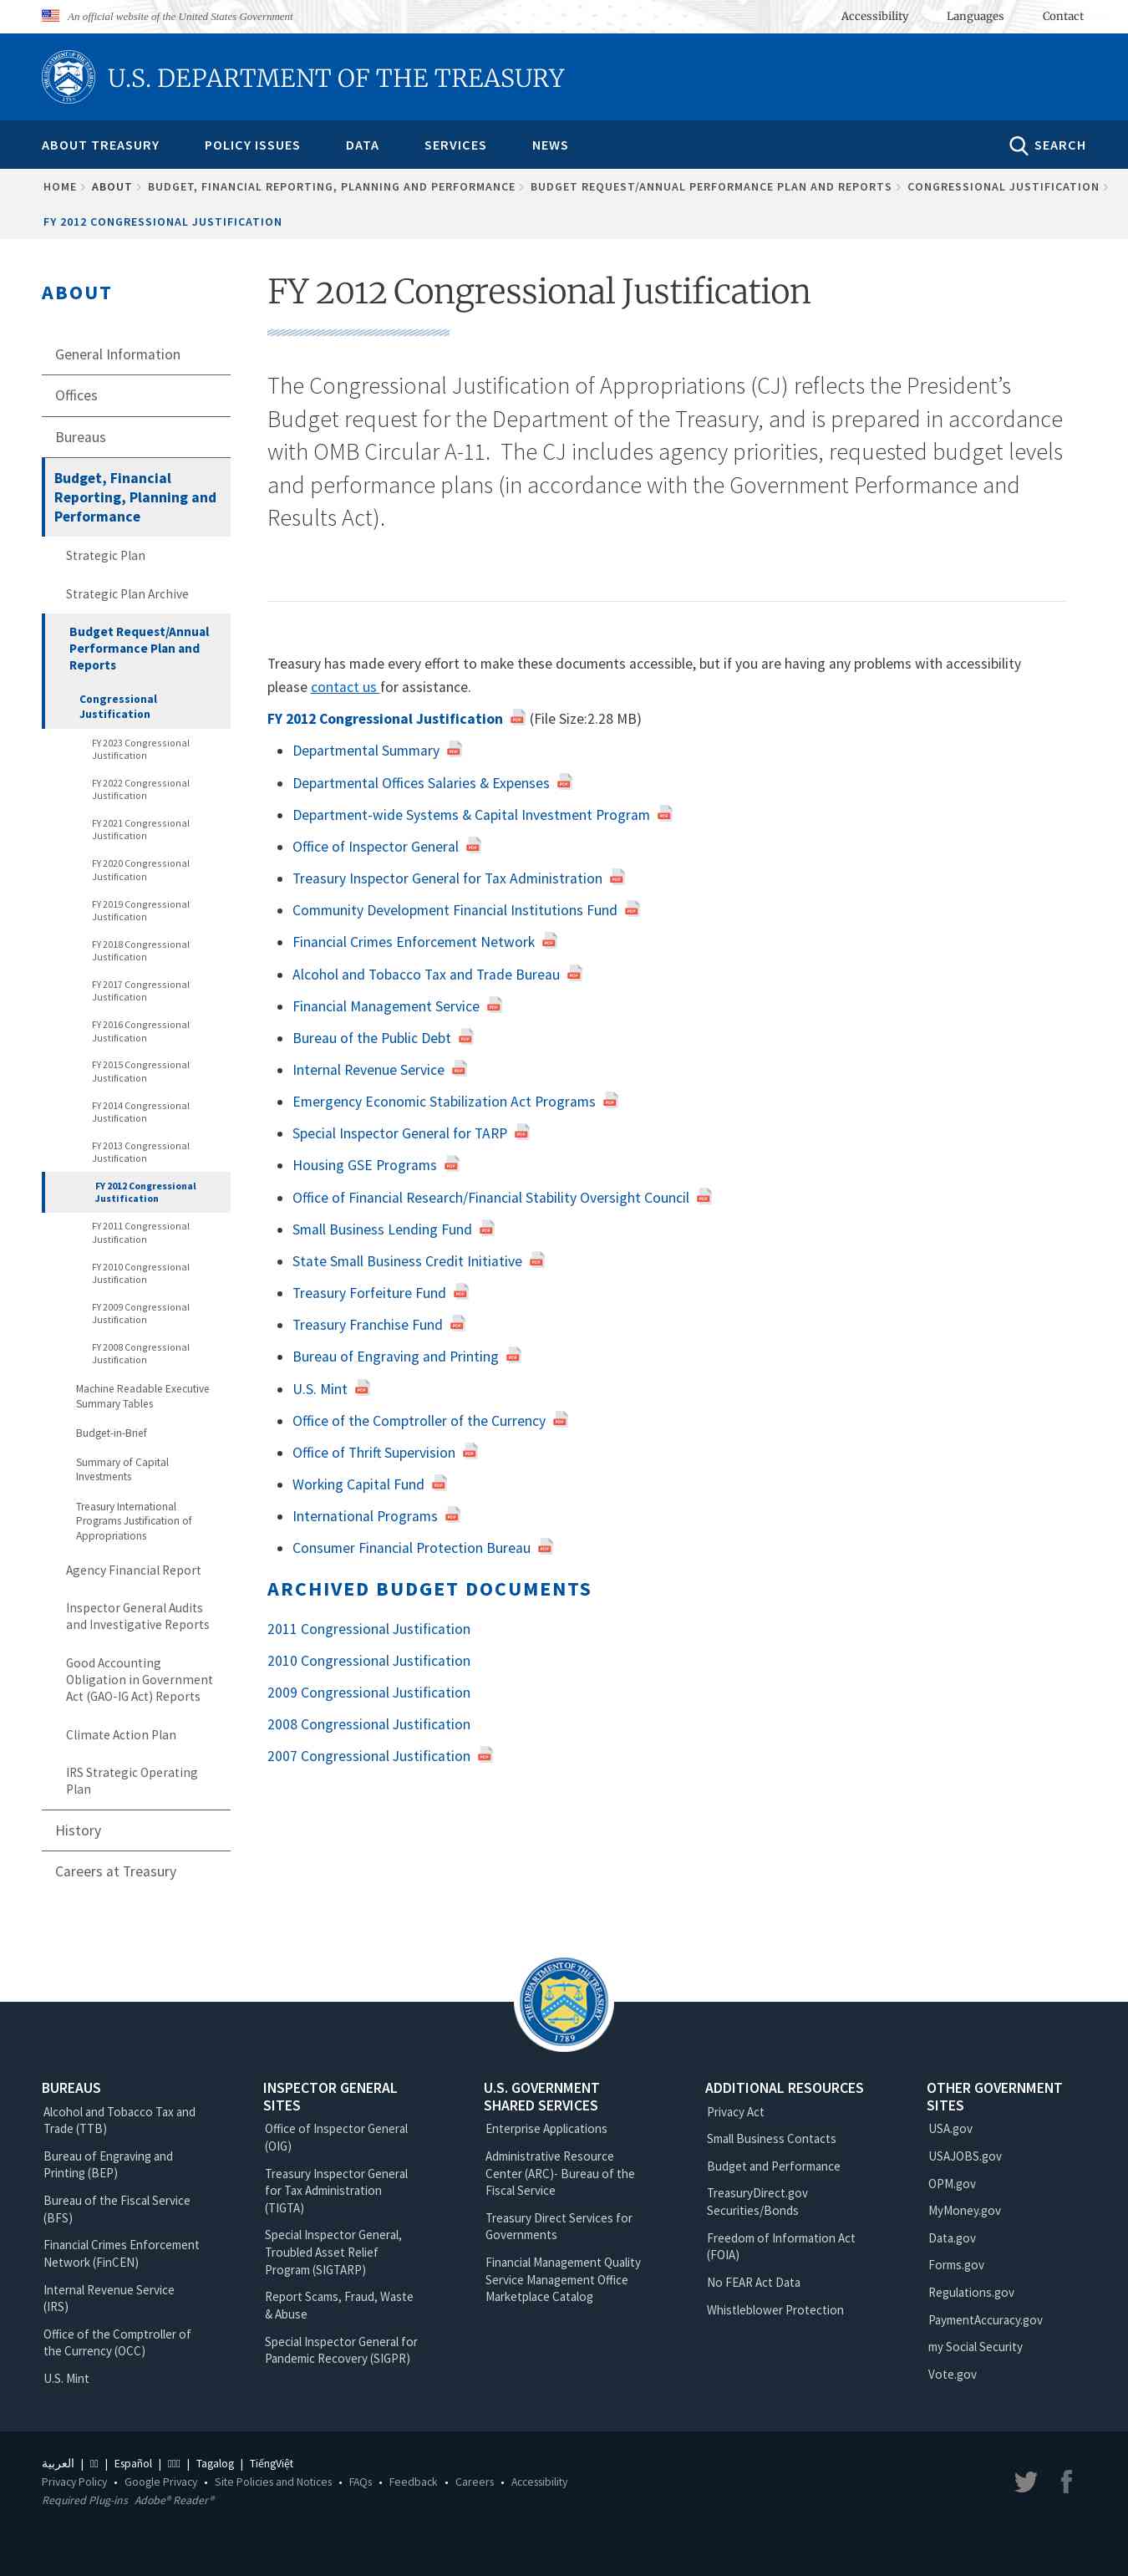 An official website of the United States Government
Accessibility
Languages
Contact
U.S. DEPARTMENT OF THE TREASURY
ABOUT TREASURY
POLICY ISSUES
DATA
SERVICES
NEWS
SEARCH
HOME
ABOUT
BUDGET, FINANCIAL REPORTING, PLANNING AND PERFORMANCE
BUDGET REQUEST/ANNUAL PERFORMANCE PLAN AND REPORTS
CONGRESSIONAL JUSTIFICATION
FY 2012 CONGRESSIONAL JUSTIFICATION
ABOUT
General Information
Offices
Bureaus
Budget, Financial
Reporting, Planning and
Performance
Strategic Plan
Strategic Plan Archive
Budget Request/Annual
Performance Plan and
Reports
Congressional
Justification
FY 2023 Congressional
Justification
FY 2022 Congressional
Justification
FY 2021 Congressional
Justification
FY 2020 Congressional
Justification
FY 2019 Congressional
Justification
FY 2018 Congressional
Justification
FY 2017 Congressional
Justification
FY 2016 Congressional
Justification
FY 2015 Congressional
Justification
FY 2014 Congressional
Justification
FY 2013 Congressional
Justification
FY 2012 Congressional
Justification
FY 2011 Congressional
Justification
FY 2010 Congressional
Justification
FY 2009 Congressional
Justification
FY 2008 Congressional
Justification
Machine Readable Executive
Summary Tables
Budget-in-Brief
Summary of Capital
Investments
Treasury International
Programs Justification of
Appropriations
Agency Financial Report
Inspector General Audits
and Investigative Reports
Good Accounting
Obligation in Government
Act (GAO-IG Act) Reports
Climate Action Plan
IRS Strategic Operating
Plan
History
Careers at Treasury
FY 2012 Congressional Justification
The Congressional Justification of Appropriations (CJ) reflects the President’s
Budget request for the Department of the Treasury, and is prepared in accordance
with OMB Circular A-11.  The CJ includes agency priorities, requested budget levels
and performance plans (in accordance with the Government Performance and
Results Act).
Treasury has made every effort to make these documents accessible, but if you are having any problems with accessibility
please contact us for assistance.
FY 2012 Congressional Justification (File Size:2.28 MB)
Departmental Summary
Departmental Offices Salaries & Expenses
Department-wide Systems & Capital Investment Program
Office of Inspector General
Treasury Inspector General for Tax Administration
Community Development Financial Institutions Fund
Financial Crimes Enforcement Network
Alcohol and Tobacco Tax and Trade Bureau
Financial Management Service
Bureau of the Public Debt
Internal Revenue Service
Emergency Economic Stabilization Act Programs
Special Inspector General for TARP
Housing GSE Programs
Office of Financial Research/Financial Stability Oversight Council
Small Business Lending Fund
State Small Business Credit Initiative
Treasury Forfeiture Fund
Treasury Franchise Fund
Bureau of Engraving and Printing
U.S. Mint
Office of the Comptroller of the Currency
Office of Thrift Supervision
Working Capital Fund
International Programs
Consumer Financial Protection Bureau
ARCHIVED BUDGET DOCUMENTS
2011 Congressional Justification
2010 Congressional Justification
2009 Congressional Justification
2008 Congressional Justification
2007 Congressional Justification
THE DEPARTMENT OF THE TREASURY
1789
BUREAUS
Alcohol and Tobacco Tax and
Trade (TTB)
Bureau of Engraving and
Printing (BEP)
Bureau of the Fiscal Service
(BFS)
Financial Crimes Enforcement
Network (FinCEN)
Internal Revenue Service
(IRS)
Office of the Comptroller of
the Currency (OCC)
U.S. Mint
INSPECTOR GENERAL
SITES
Office of Inspector General
(OIG)
Treasury Inspector General
for Tax Administration
(TIGTA)
Special Inspector General,
Troubled Asset Relief
Program (SIGTARP)
Report Scams, Fraud, Waste
& Abuse
Special Inspector General for
Pandemic Recovery (SIGPR)
U.S. GOVERNMENT
SHARED SERVICES
Enterprise Applications
Administrative Resource
Center (ARC)- Bureau of the
Fiscal Service
Treasury Direct Services for
Governments
Financial Management Quality
Service Management Office
Marketplace Catalog
ADDITIONAL RESOURCES
Privacy Act
Small Business Contacts
Budget and Performance
TreasuryDirect.gov
Securities/Bonds
Freedom of Information Act
(FOIA)
No FEAR Act Data
Whistleblower Protection
OTHER GOVERNMENT
SITES
USA.gov
USAJOBS.gov
OPM.gov
MyMoney.gov
Data.gov
Forms.gov
Regulations.gov
PaymentAccuracy.gov
my Social Security
Vote.gov
العربية | | Español | | Tagalog | TiếngViệt
Privacy Policy • Google Privacy • Site Policies and Notices • FAQs • Feedback • Careers • Accessibility
Required Plug-ins Adobe® Reader®